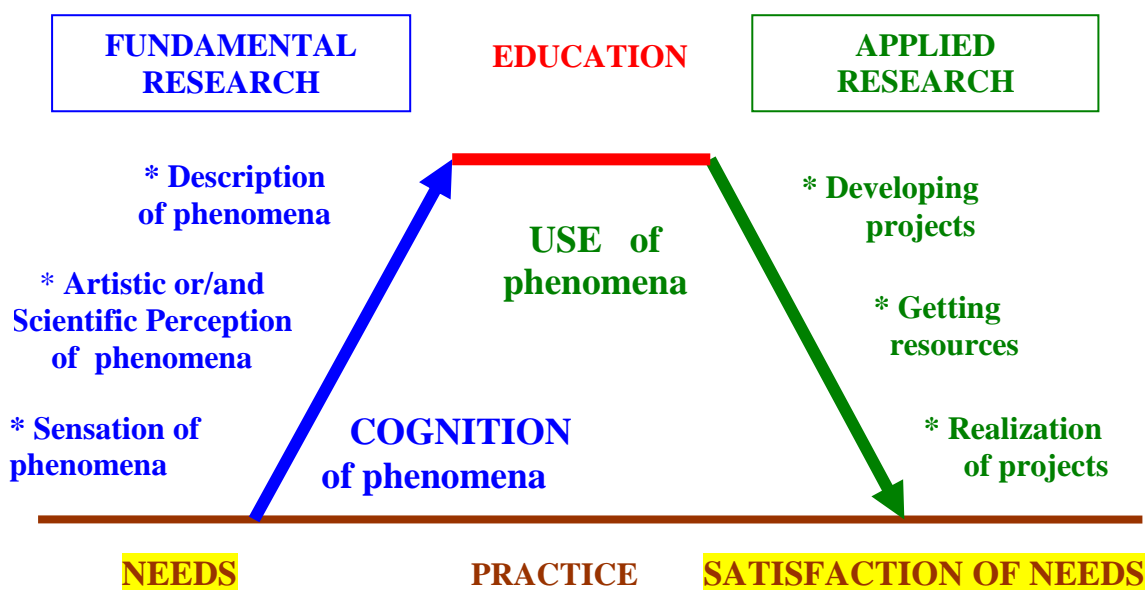 FUNDAMENTAL
RESEARCH
EDUCATION
APPLIED
RESEARCH
* Description
of phenomena
* Artistic or/and
Scientific Perception
of phenomena
* Sensation of
phenomena
USE of
phenomena
COGNITION
of phenomena
* Developing
projects
* Getting
resources
* Realization
of projects
NEEDS
PRACTICE
SATISFACTION OF NEEDS